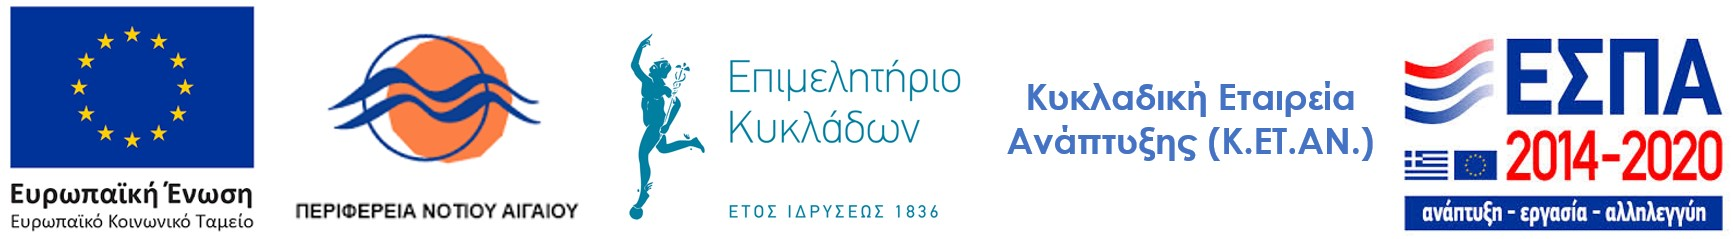 Ευρωπαϊκή Ένωση
Ευρωπαϊκό Κοινωνικό Ταμείο
ΠΕΡΙΦΕΡΕΙΑ ΝΟΤΙΟΥ ΑΙΓΑΙΟΥ
Επιμελητήριο
Κυκλάδων
ΕΤΟΣ ΙΔΡΥΣΕΩΣ 1836
Κυκλαδική Εταιρεία
Ανάπτυξης (Κ.ΕΤ.ΑΝ.)
ΕΣΠΑ
2014-2020
ανάπτυξη - εργασία - αλληλεγγύη